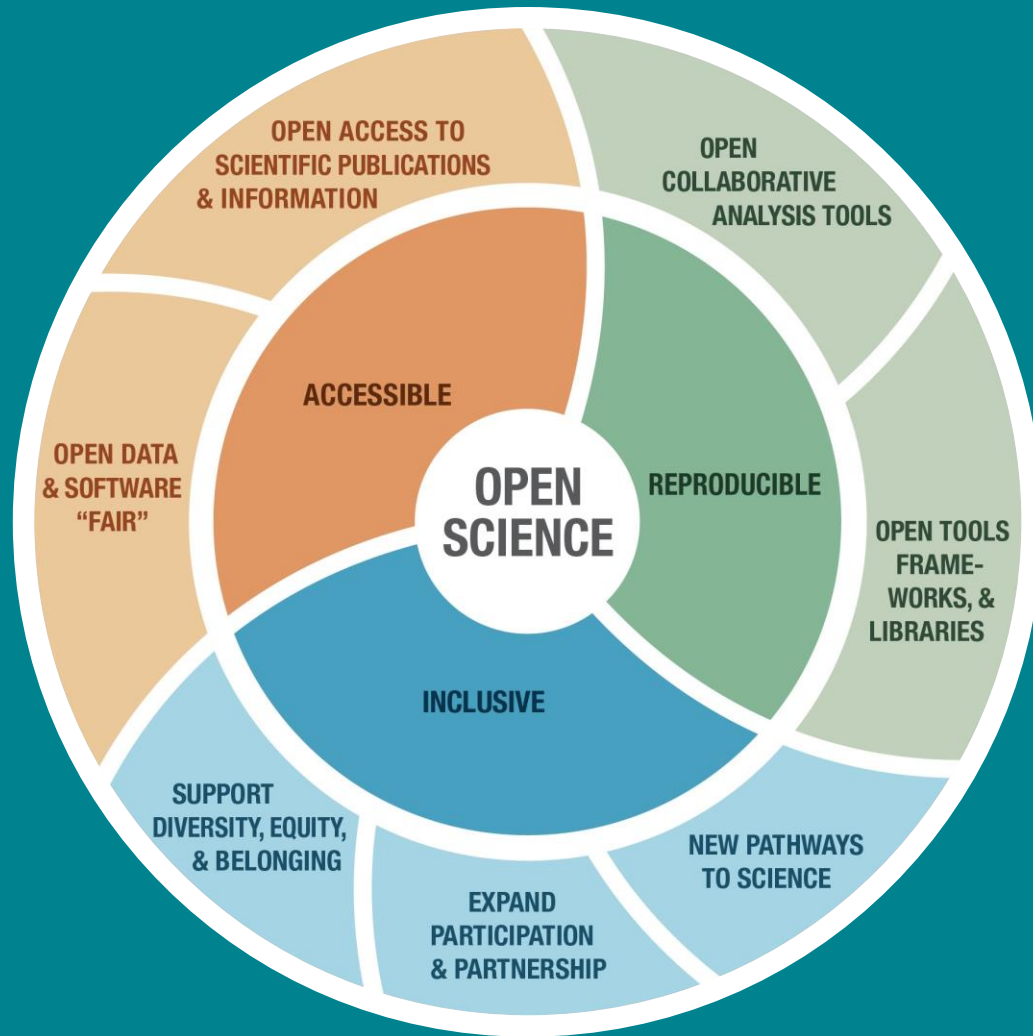 OPEN ACCESS TO
SCIENTIFIC PUBLICATIONS
& INFORMATION
OPEN
COLLABORATIVE
ANALYSIS TOOLS
ACCESSIBLE
OPEN DATA
& SOFTWARE
“FAIR”
OPEN
SCIENCE
REPRODUCIBLE
OPEN TOOLS
FRAME-
WORKS, &
LIBRARIES
INCLUSIVE
SUPPORT
DIVERSITY, EQUITY,
& BELONGING
EXPAND
PARTICIPATION
& PARTNERSHIP
NEW PATHWAYS
TO SCIENCE